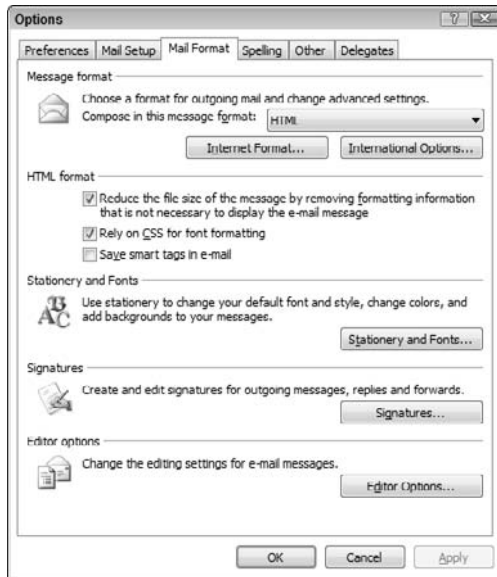 Options
Preferences Mail Setup Mail Format Spelling Other Delegates
Message format
Choose a format for outgoing mail and change advanced settings.
Compose in this message format: HTML
Internet Format... International Options...
HTML format
Reduce the file size of the message by removing formatting information
that is not necessary to display the e-mail message
Rely on CSS for font formatting
Save smart tags in e-mail
Stationery and Fonts
Use stationery to change your default font and style, change colors, and
add backgrounds to your messages.
Stationery and Fonts...
Signatures
Create and edit signatures for outgoing messages, replies and forwards.
Signatures...
Editor options
Change the editing settings for e-mail messages.
Editor Options...
OK Cancel Apply